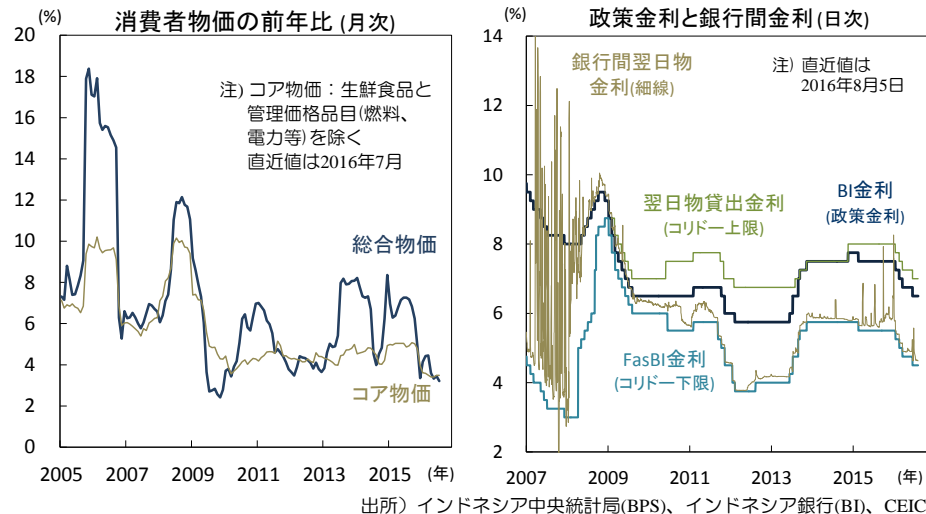 消費者物価の前年比 (月次)
(%)
20
18
16
14
12
10
8
6
4
2
0
注) コア物価：生鮮食品と
管理価格品目(燃料、
電力等)を除く
直近値は2016年7月
総合物価
コア物価
2005 2007 2009 2011 2013 2015 (年)
政策金利と銀行間金利 (日次)
(%)
14
12
10
8
6
4
2
銀行間翌日物
金利(細線)
注) 直近値は
2016年8月5日
翌日物貸出金利
(コリドー上限)
BI金利
(政策金利)
FasBI金利
(コリドー下限)
2007 2009 2011 2013 2015 (年)
出所）インドネシア中央統計局(BPS)、インドネシア銀行(BI)、CEIC